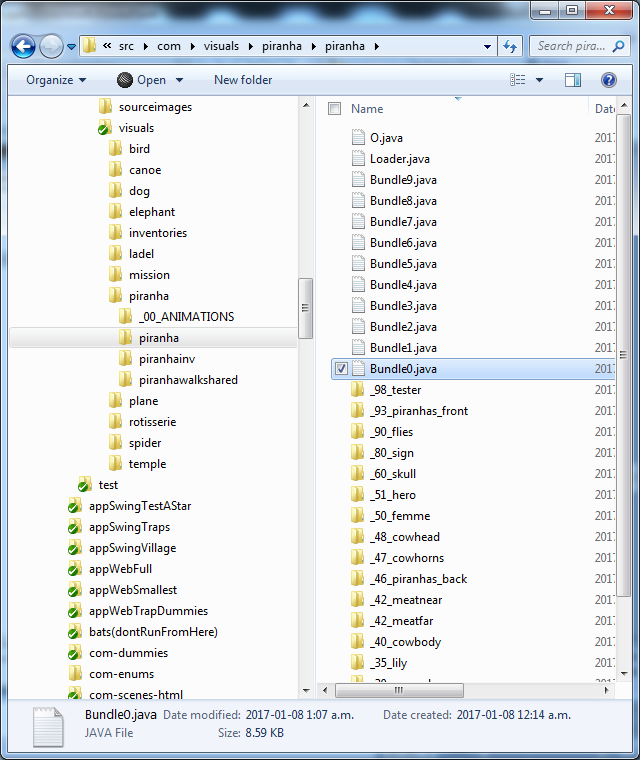 « src ▸ com ▸ visuals ▸ piranha ▸ piranha ▸
Search pira...
Organize Open New folder
sourceimages
visuals
bird
canoe
dog
elephant
inventories
ladel
mission
piranha
_00_ANIMATIONS
piranha
piranhainv
piranhawalkshared
plane
rotisserie
spider
temple
test
appSwingTestAStar
appSwingTraps
appSwingVillage
appWebFull
appWebSmallest
appWebTrapDummies
bats(dontRunFromHere)
com-dummies
com-enums
com-scenes-html
Name Date
O.java 2017
Loader.java 2017
Bundle9.java 2017
Bundle8.java 2017
Bundle7.java 2017
Bundle6.java 2017
Bundle5.java 2017
Bundle4.java 2017
Bundle3.java 2017
Bundle2.java 2017
Bundle1.java 2017
Bundle0.java 2017
_98_tester 2017
_93_piranhas_front 2017
_90_flies 2017
_80_sign 2017
_60_skull 2017
_51_hero 2017
_50_femme 2017
_48_cowhead 2017
_47_cowhorns 2017
_46_piranhas_back 2017
_42_meatnear 2017
_42_meatfar 2017
_40_cowbody 2017
_35_lily 2017
Bundle0.java Date modified: 2017-01-08 1:07 a.m. Date created: 2017-01-08 12:14 a.m.
JAVA File Size: 8.59 KB